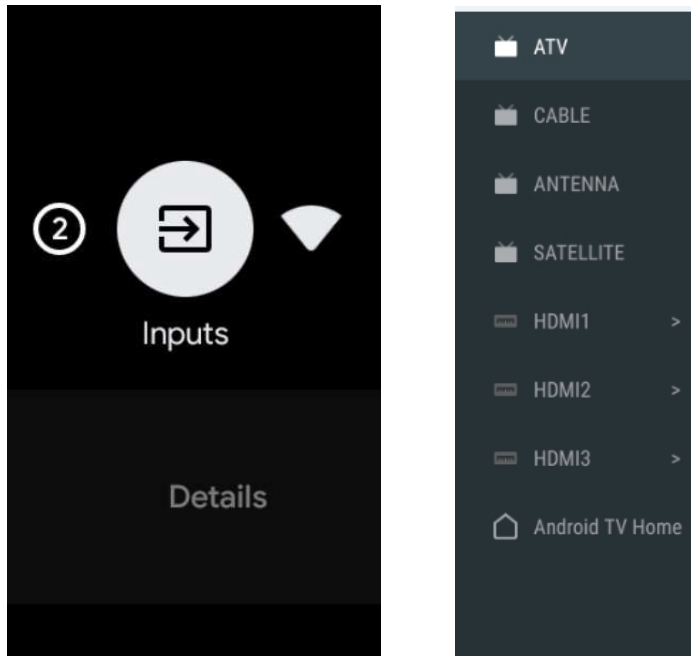 2
Inputs
Details
ATV
CABLE
ANTENNA
SATELLITE
HDMI1 >
HDMI2 >
HDMI3 >
Android TV Home